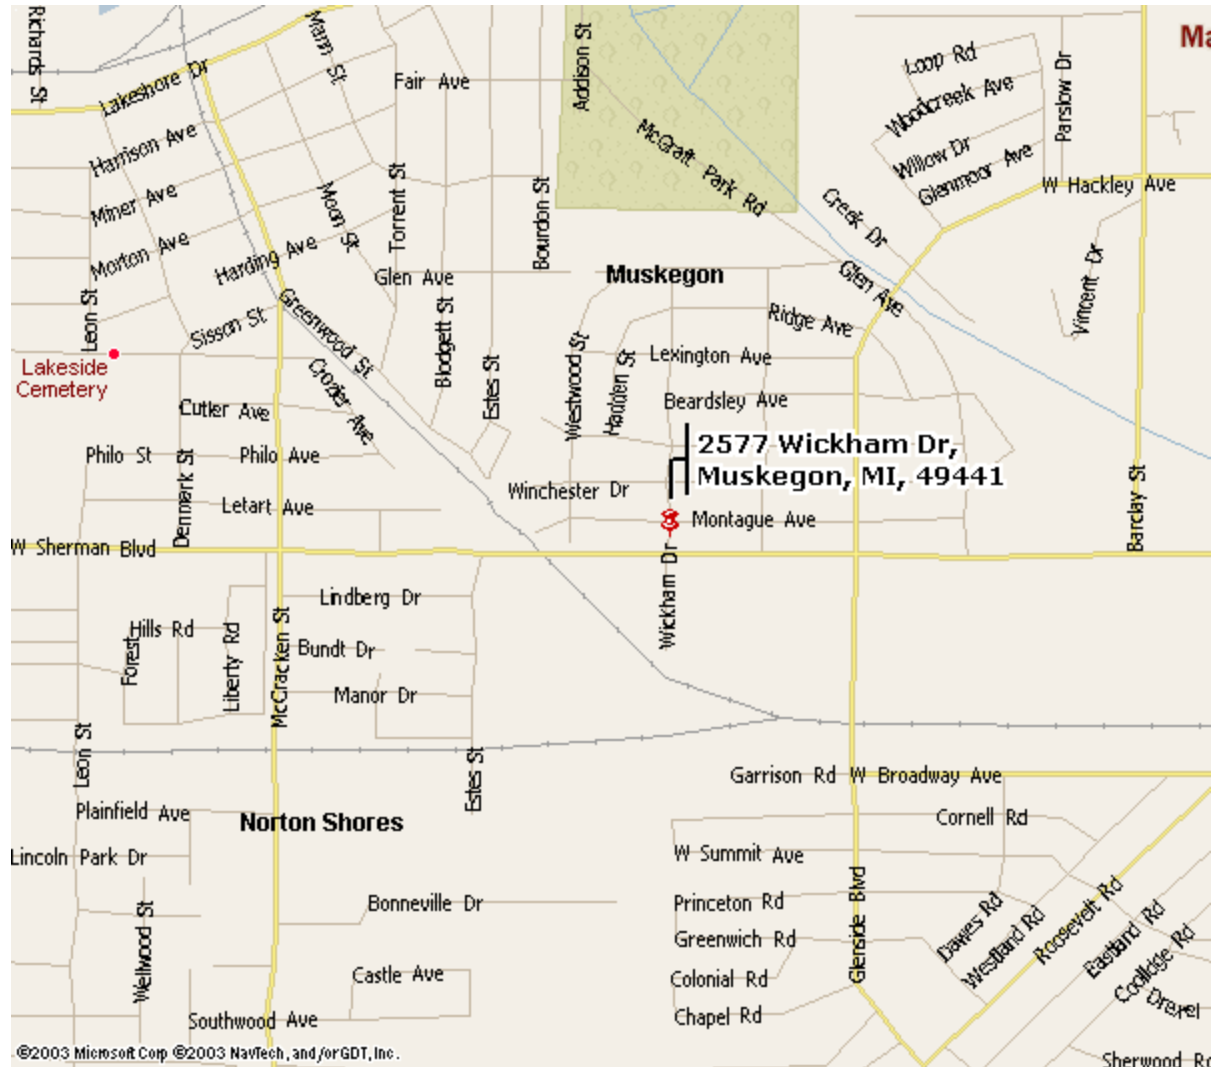 Richards St
Mann St
Addison St
Ma
Loop Rd
Parslow Dr
Lakeshore Dr
Fair Ave
Woodcreek Ave
Harrison Ave
McGraft Park Rd
Willow Dr
Glenmoor Ave
W Hackley Ave
Miner Ave
Moon St
Torrent St
Bourdon St
Creek Dr
Morton Ave
Harding Ave
Glen Ave
Muskegon
Glen Ave
Vincent Dr
Leon St
Sisson St
Greenwood St
Blodgett St
Ridge Ave
Westwood St
Hadden St
Lexington Ave
Lakeside
Cemetery
Crozier Ave
Estes St
Cutler Ave
Beardsley Ave
2577 Wickham Dr,
Muskegon, MI, 49441
Philo St
Philo Ave
Denmark St
Winchester Dr
Barclay St
Letart Ave
Montague Ave
W Sherman Blvd
Wickham Dr
Lindberg Dr
Hills Rd
Forest
Liberty Rd
McCracken St
Bundt Dr
Manor Dr
Leon St
Estes St
Garrison Rd
W Broadway Ave
Plainfield Ave
Norton Shores
Cornell Rd
Lincoln Park Dr
W Summit Ave
Wellwood St
Bonneville Dr
Princeton Rd
Glenside Blvd
Dawes Rd
Westland Rd
Roosevelt Rd
Eastland Rd
Coolidge Rd
Drexel
Greenwich Rd
Castle Ave
Colonial Rd
Southwood Ave
Chapel Rd
©2003 Microsoft Corp ©2003 NavTech, and/or GDT, Inc.
Sherwood Rd